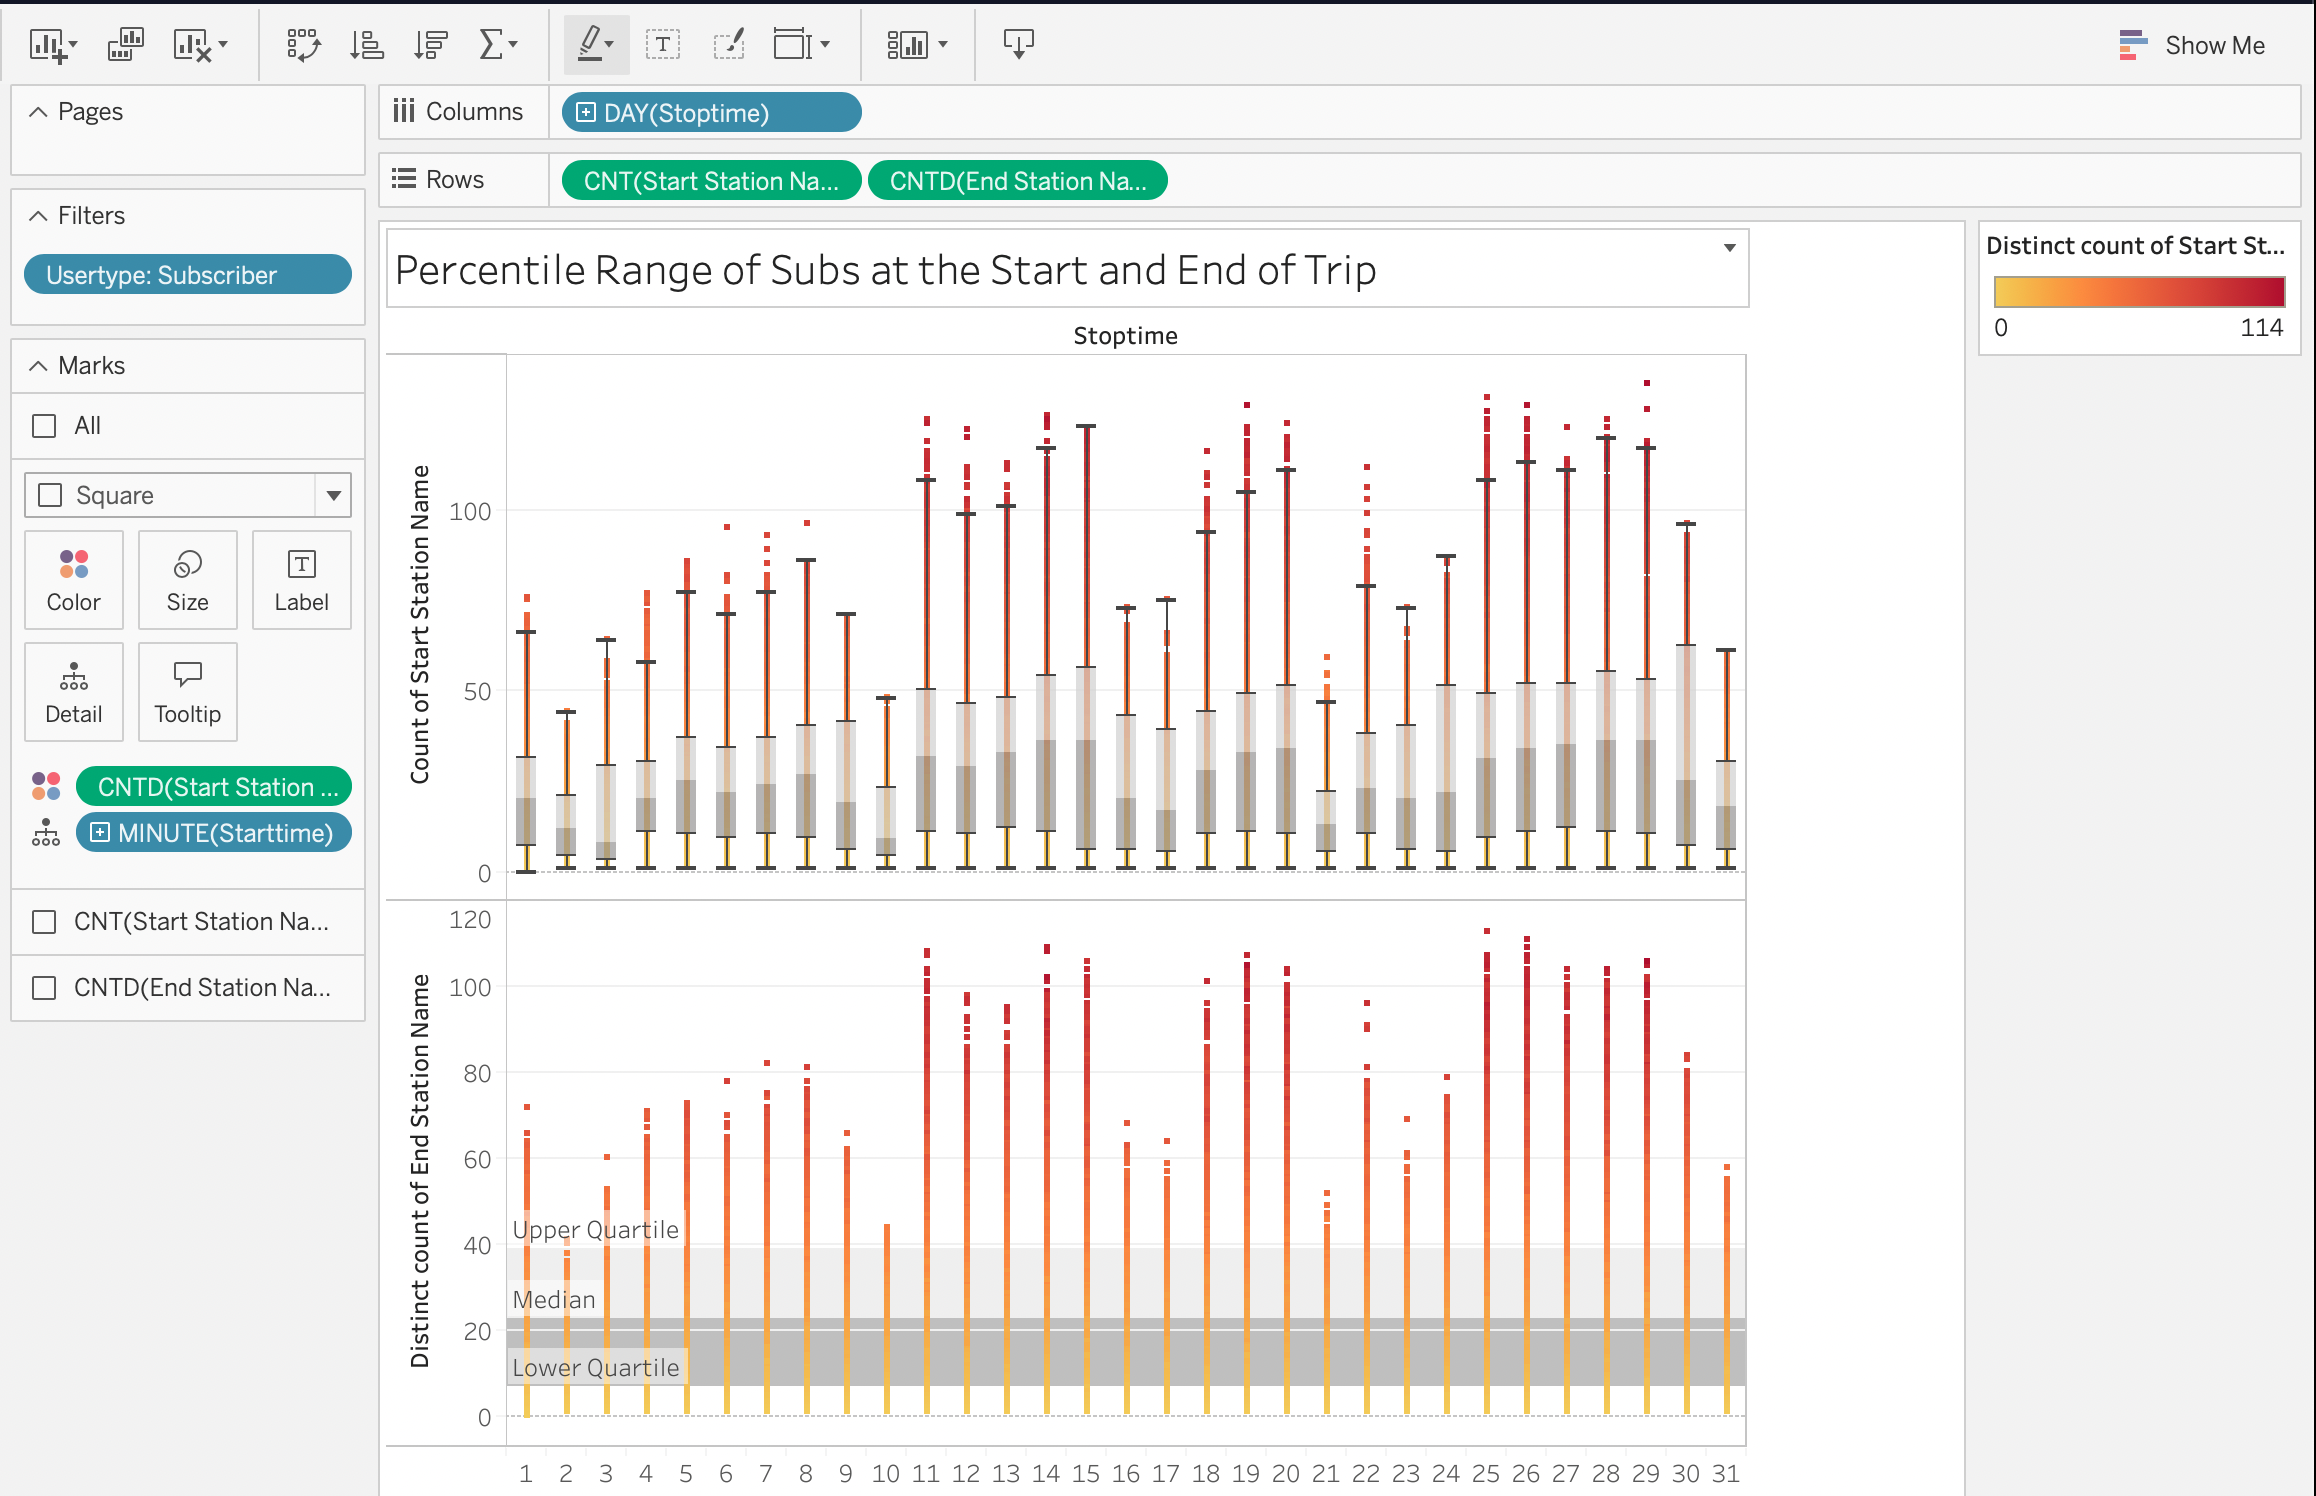 Show Me
Pages
Columns
DAY(Stoptime)
Rows
CNT(Start Station Na...
CNTD(End Station Na...
Filters
Usertype: Subscriber
Marks
All
Square
Color
Size
Label
Detail
Tooltip
CNTD(Start Station ...
MINUTE(Starttime)
CNT(Start Station Na...
CNTD(End Station Na...
Percentile Range of Subs at the Start and End of Trip
Stoptime
Count of Start Station Name
100
50
0
Distinct count of End Station Name
120
100
80
60
40
20
0
Upper Quartile
Median
Lower Quartile
1 2 3 4 5 6 7 8 9 10 11 12 13 14 15 16 17 18 19 20 21 22 23 24 25 26 27 28 29 30 31
Distinct count of Start St...
0 114